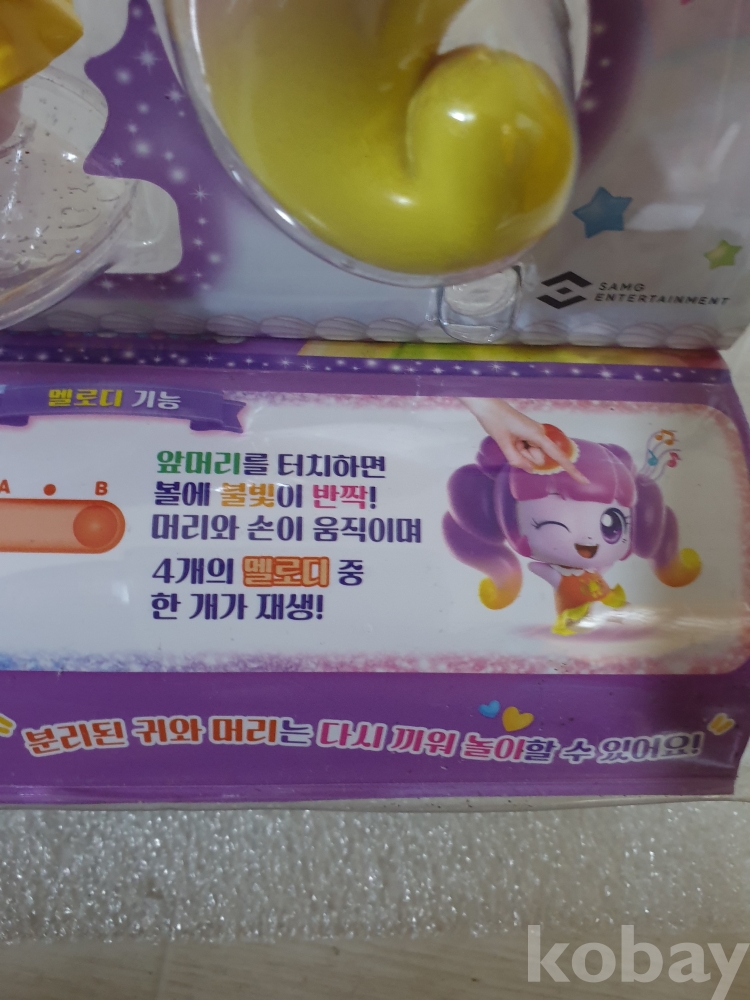 SAMG
ENTERTAINMENT
멜로디 기능
A • B
앞머리를 터치하면
볼에 불빛이 반짝!
머리와 손이 움직이며
4개의 멜로디 중
한 개가 재생!
분리된 귀와 머리는 다시 끼워 놀아할 수 있어요!
kobay